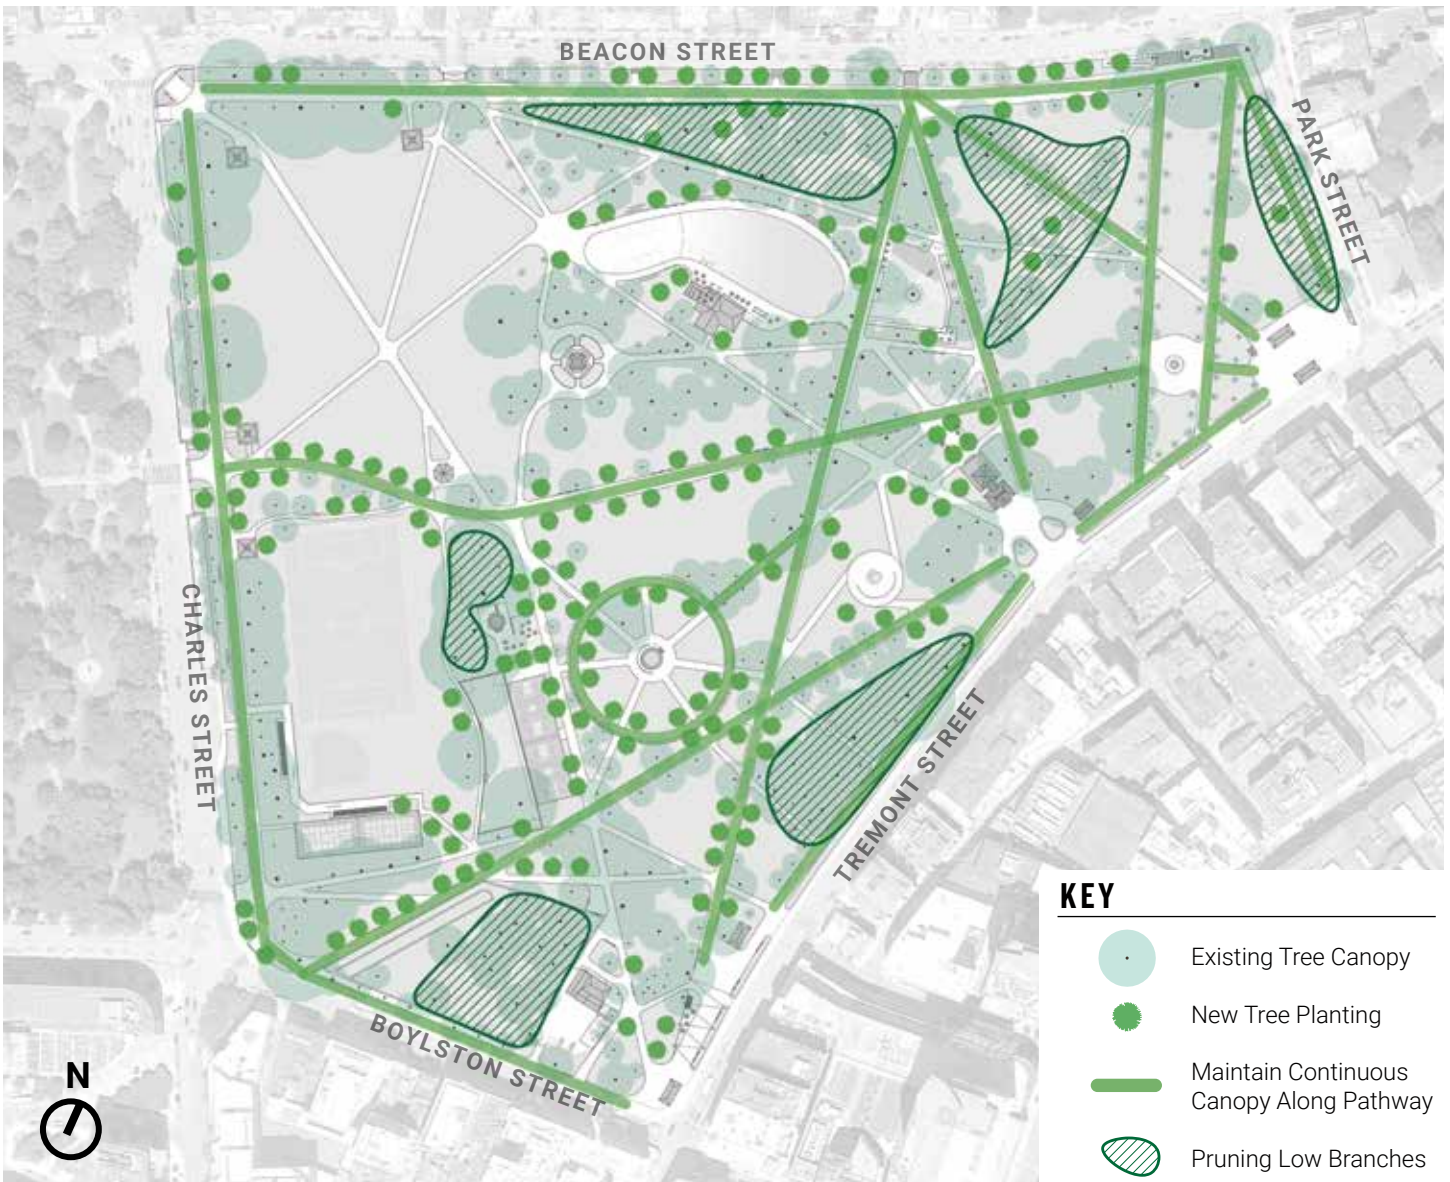 BEACON STREET
PARK STREET
CHARLES STREET
TREMONT STREET
BOYLSTON STREET
N
KEY
Existing Tree Canopy
New Tree Planting
Maintain Continuous
Canopy Along Pathway
Pruning Low Branches